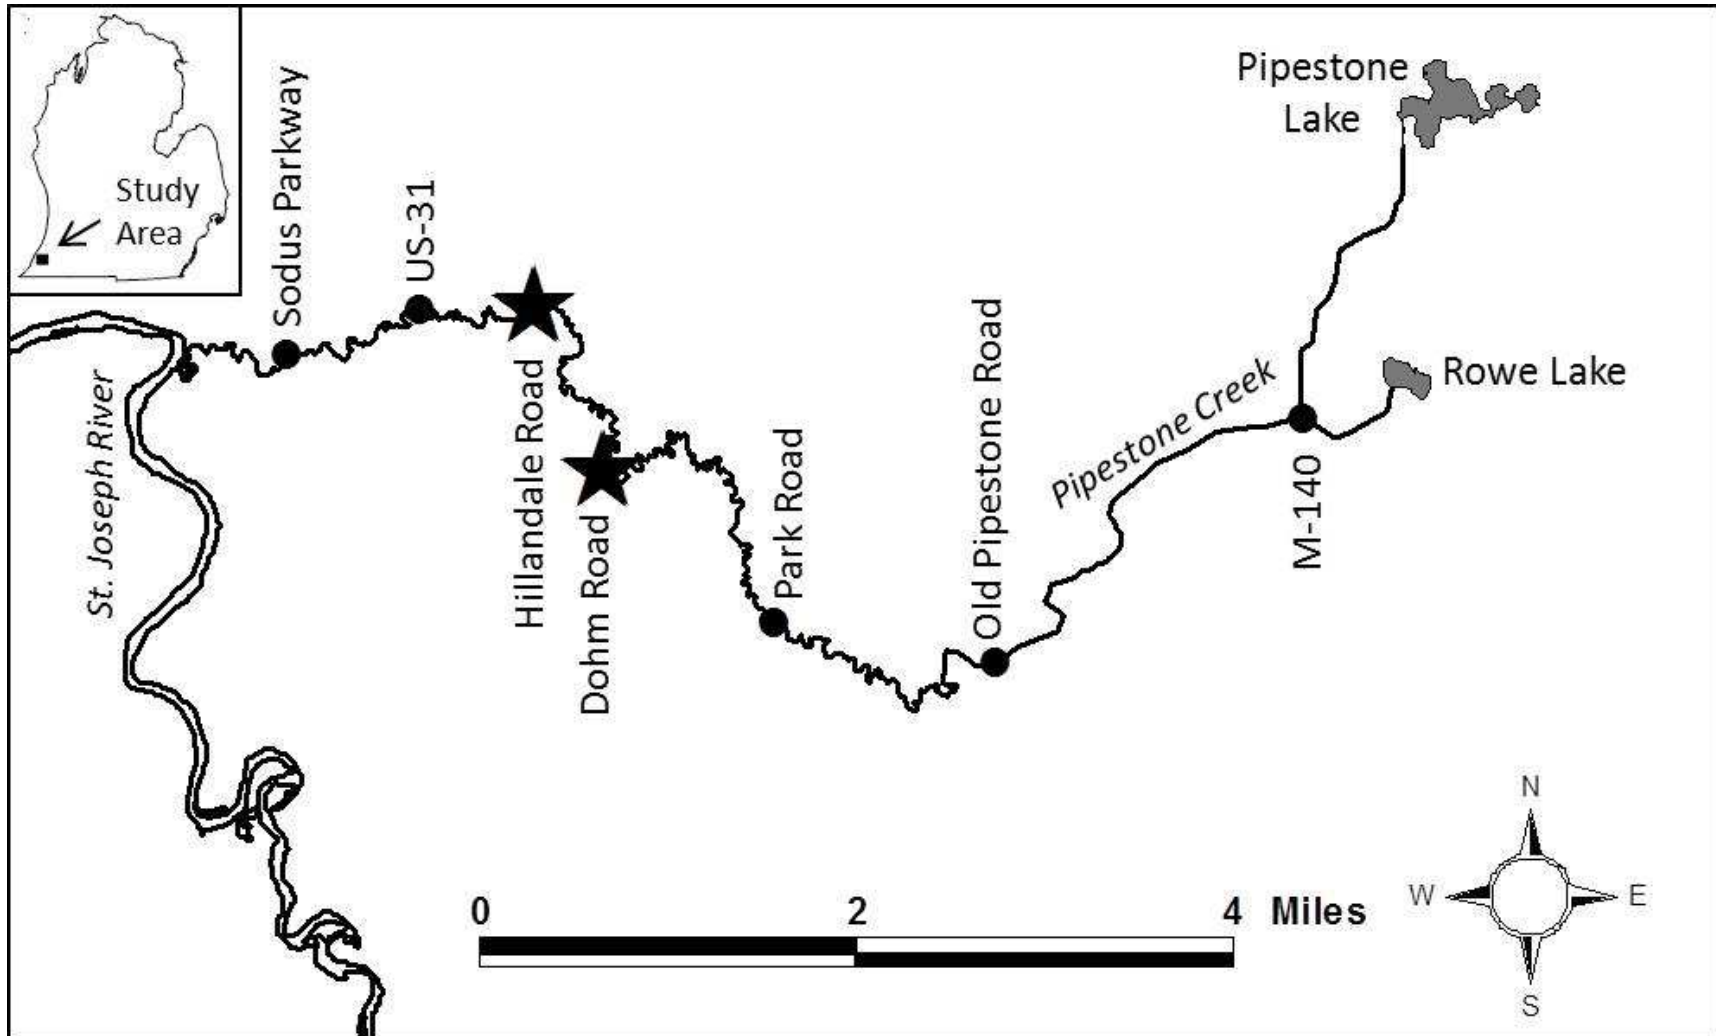 Study
Area
Sodus Parkway
US-31
Pipestone
Lake
Rowe Lake
St. Joseph River
Hillandale Road
Dohm Road
Park Road
Old Pipestone Road
Pipestone Creek
M-140
0 2 4 Miles
N
W E
S